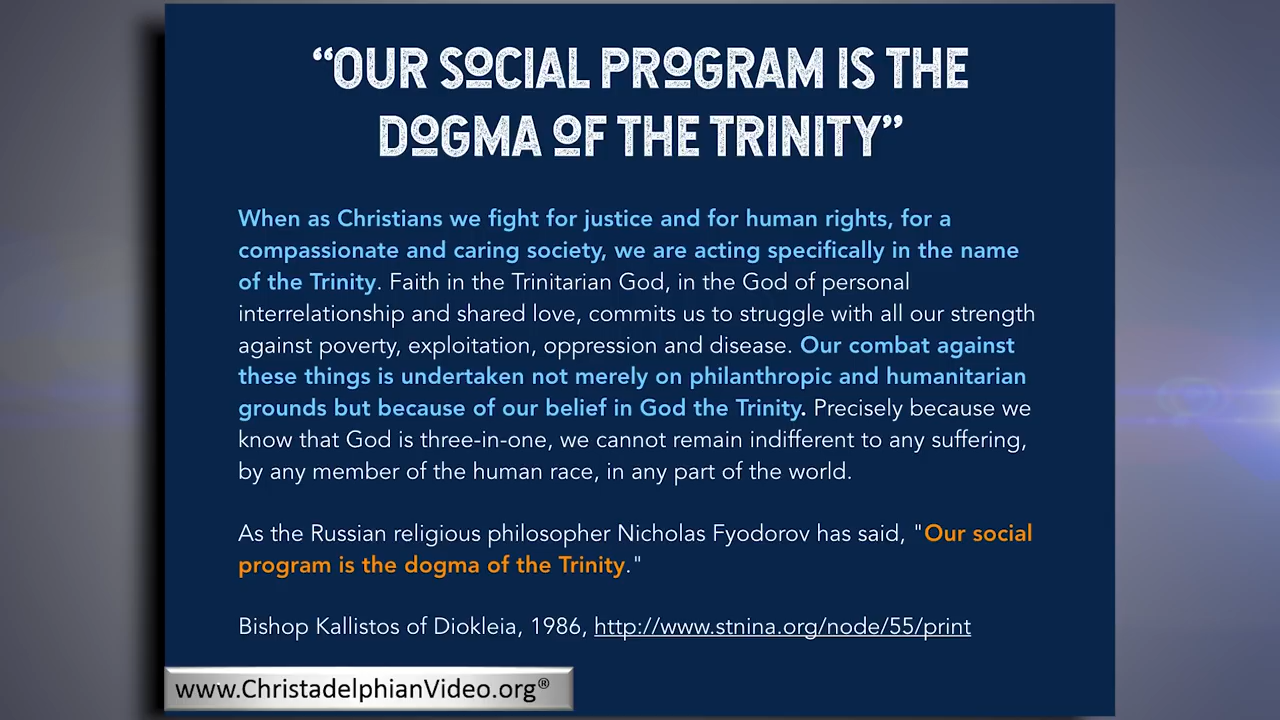 “OUR SOCIAL PROGRAM IS THE
DOGMA OF THE TRINITY”
When as Christians we fight for justice and for human rights, for a
compassionate and caring society, we are acting specifically in the name
of the Trinity. Faith in the Trinitarian God, in the God of personal
interrelationship and shared love, commits us to struggle with all our strength
against poverty, exploitation, oppression and disease. Our combat against
these things is undertaken not merely on philanthropic and humanitarian
grounds but because of our belief in God the Trinity. Precisely because we
know that God is three-in-one, we cannot remain indifferent to any suffering,
by any member of the human race, in any part of the world.
As the Russian religious philosopher Nicholas Fyodorov has said, "Our social
program is the dogma of the Trinity."
Bishop Kallistos of Diokleia, 1986, http://www.stnina.org/node/55/print
www.ChristadelphianVideo.org®